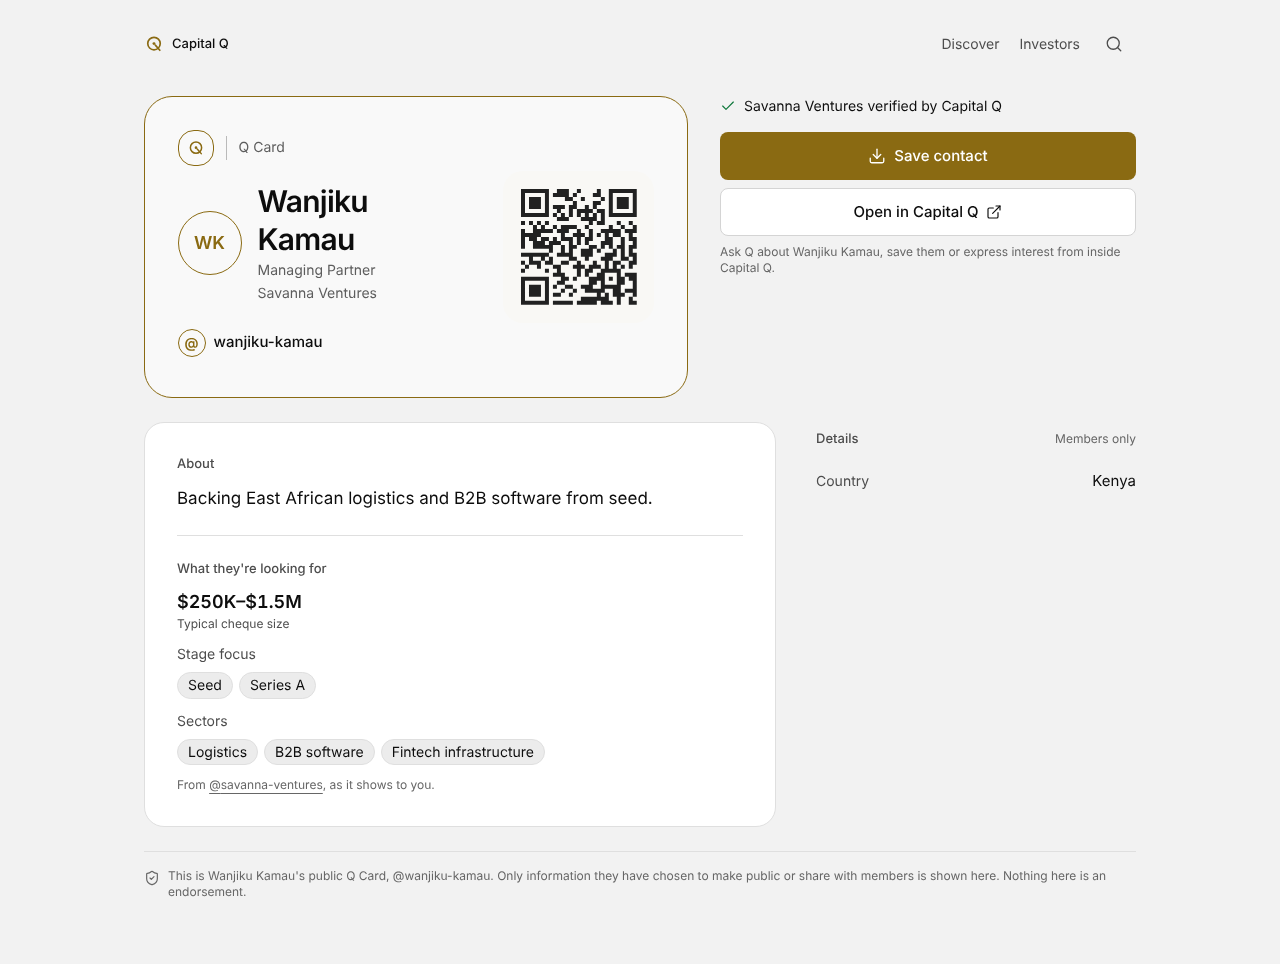 Capital Q
Discover
Investors
Q
Q Card
WK
Wanjiku
Kamau
Managing Partner
Savanna Ventures
@
wanjiku-kamau
Savanna Ventures verified by Capital Q
Save contact
Open in Capital Q
Ask Q about Wanjiku Kamau, save them or express interest from inside
Capital Q.
About
Backing East African logistics and B2B software from seed.
What they're looking for
$250K–$1.5M
Typical cheque size
Stage focus
Seed
Series A
Sectors
Logistics
B2B software
Fintech infrastructure
From @savanna-ventures, as it shows to you.
Details
Members only
Country
Kenya
This is Wanjiku Kamau's public Q Card, @wanjiku-kamau. Only information they have chosen to make public or share with members is shown here. Nothing here is an
endorsement.